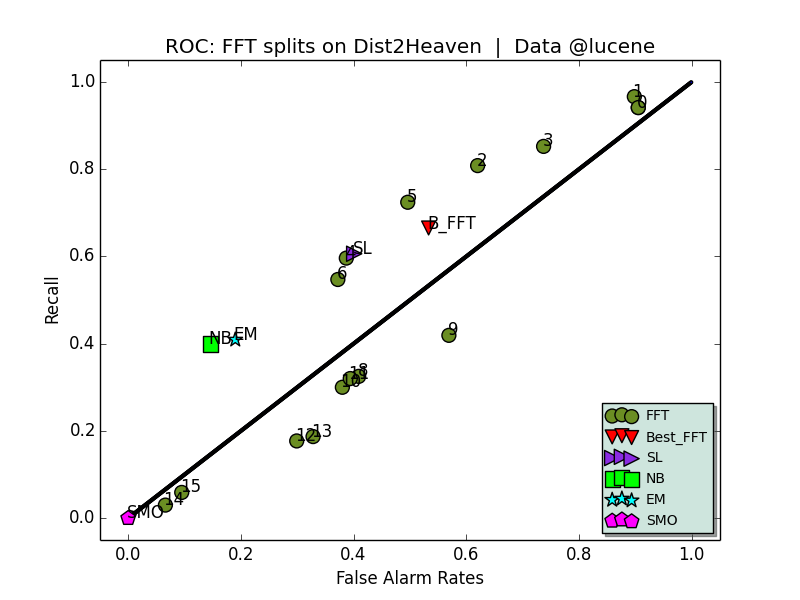 ROC: FFT splits on Dist2Heaven | Data @lucene
Recall
1.0
0.8
0.6
0.4
0.2
0.0
1
0
3
2
5
B_FFT
SL
6
9
NB
EM
8
10
13
12
15
14
SMO
FFT
Best_FFT
SL
NB
EM
SMO
0.0
0.2
0.4
0.6
0.8
1.0
False Alarm Rates